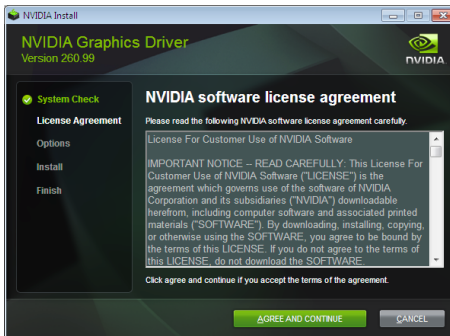 NVIDIA Install
NVIDIA Graphics Driver
Version 260.99
NVIDIA
System Check
License Agreement
Options
Install
Finish
NVIDIA software license agreement
Please read the following NVIDIA software license agreement carefully.
License For Customer Use of NVIDIA Software
IMPORTANT NOTICE -- READ CAREFULLY: This License For
Customer Use of NVIDIA Software ("LICENSE") is the
agreement which governs use of the software of NVIDIA
Corporation and its subsidiaries ("NVIDIA") downloadable
herefrom, including computer software and associated printed
materials ("SOFTWARE"). By downloading, installing, copying,
or otherwise using the SOFTWARE, you agree to be bound by
the terms of this LICENSE. If you do not agree to the terms of
this LICENSE, do not download the SOFTWARE.
Click agree and continue if you accept the terms of the agreement.
AGREE AND CONTINUE
CANCEL